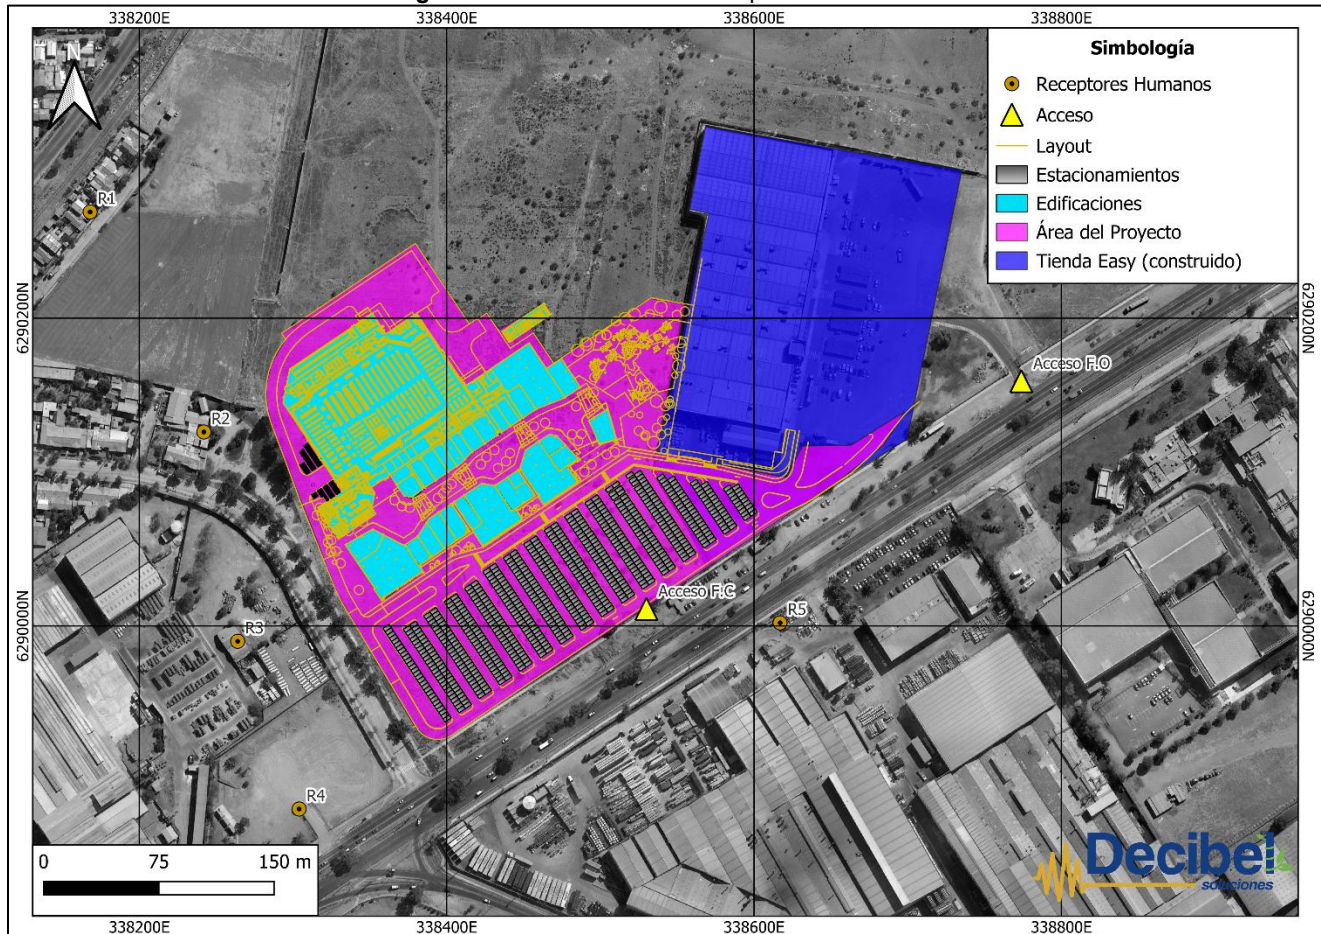 338200E 338400E 338600E 338800E
N
Simbología
Receptores Humanos
Acceso
Layout
Estacionamientos
Edificaciones
Área del Proyecto
Tienda Easy (construido)
R1
6290200N 6290200N
Acceso F.O
R2
Acceso F.C
R5
6290000N 6290000N
R3
R4
0 75 150 m
Decibel
soluciones
338200E 338400E 338600E 338800E